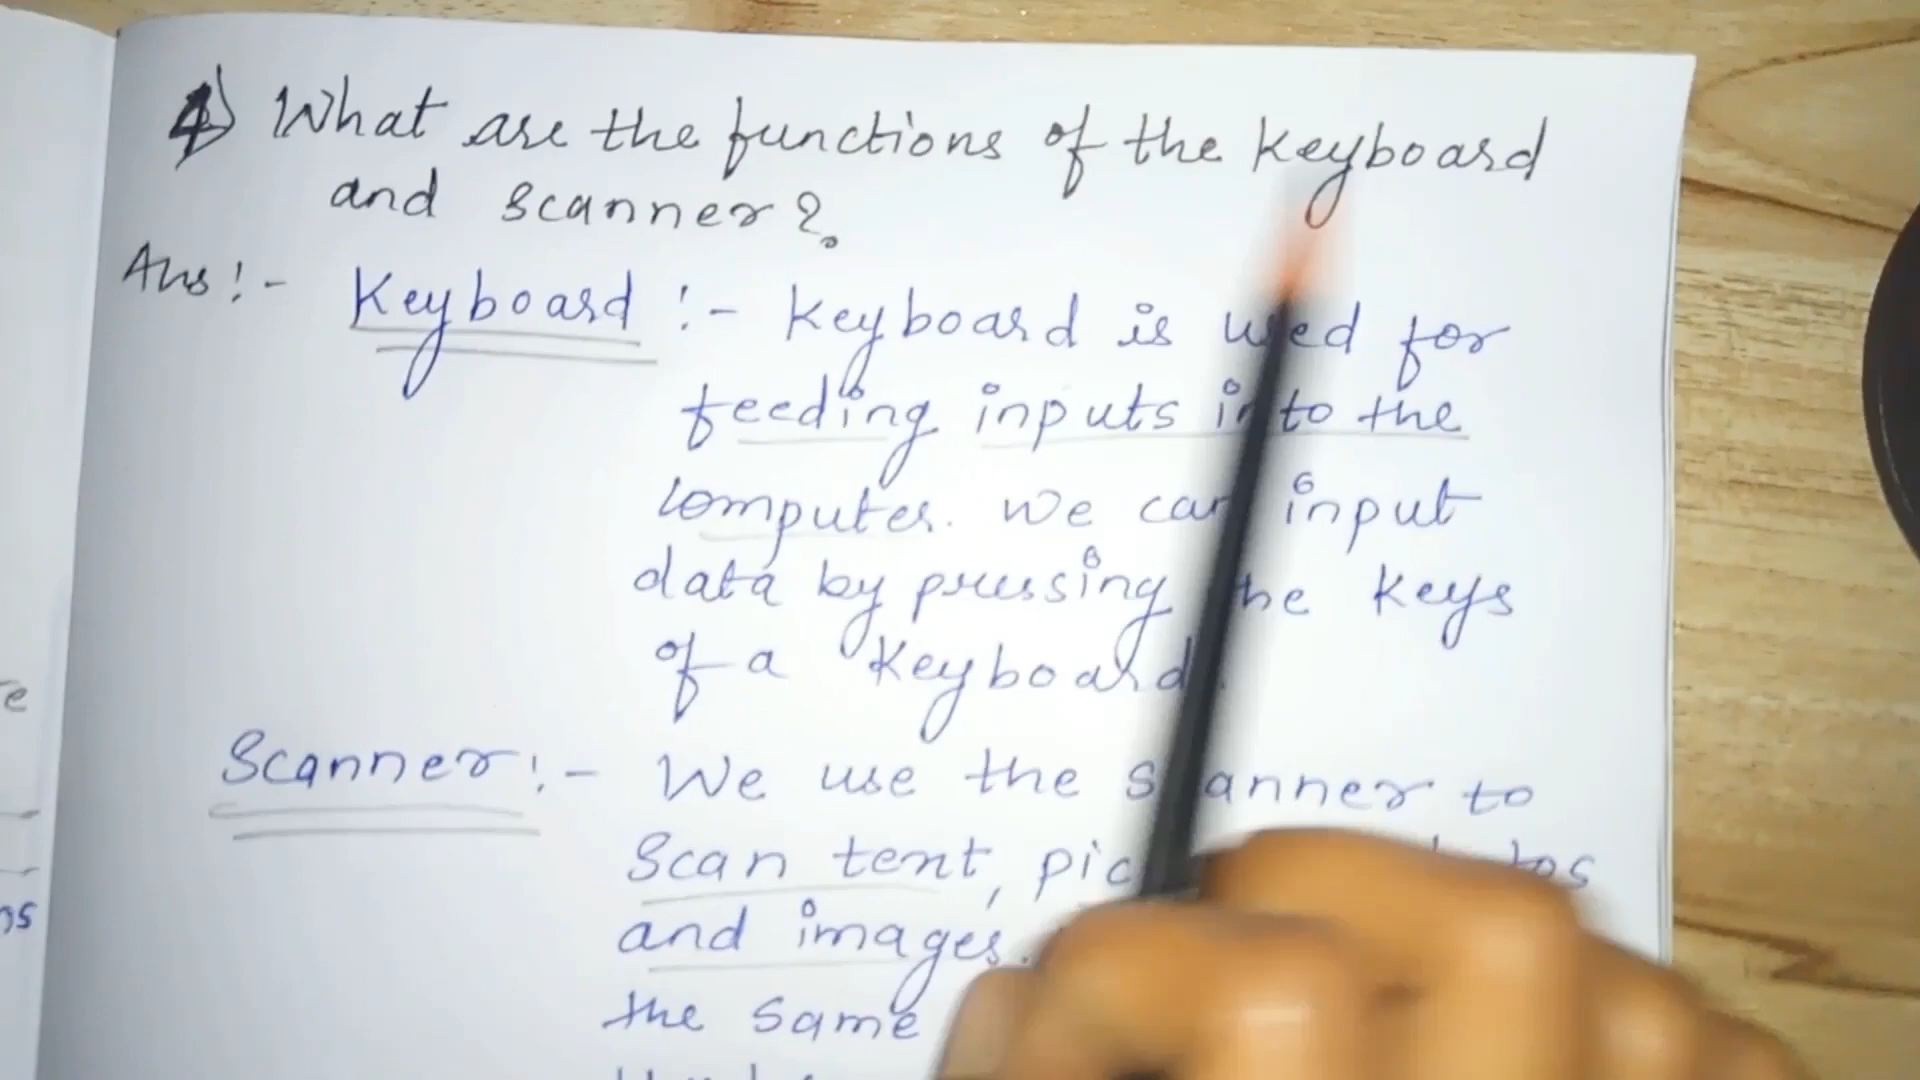 4) What are the functions of the keyboard
and scanner?
Ans:- Keyboard:- Keyboard is used for
feeding inputs into the
computer. We can input
data by pressing the keys
of a keyboard.
Scanner:- We use the scanner to
Scan text,
and images.
the same